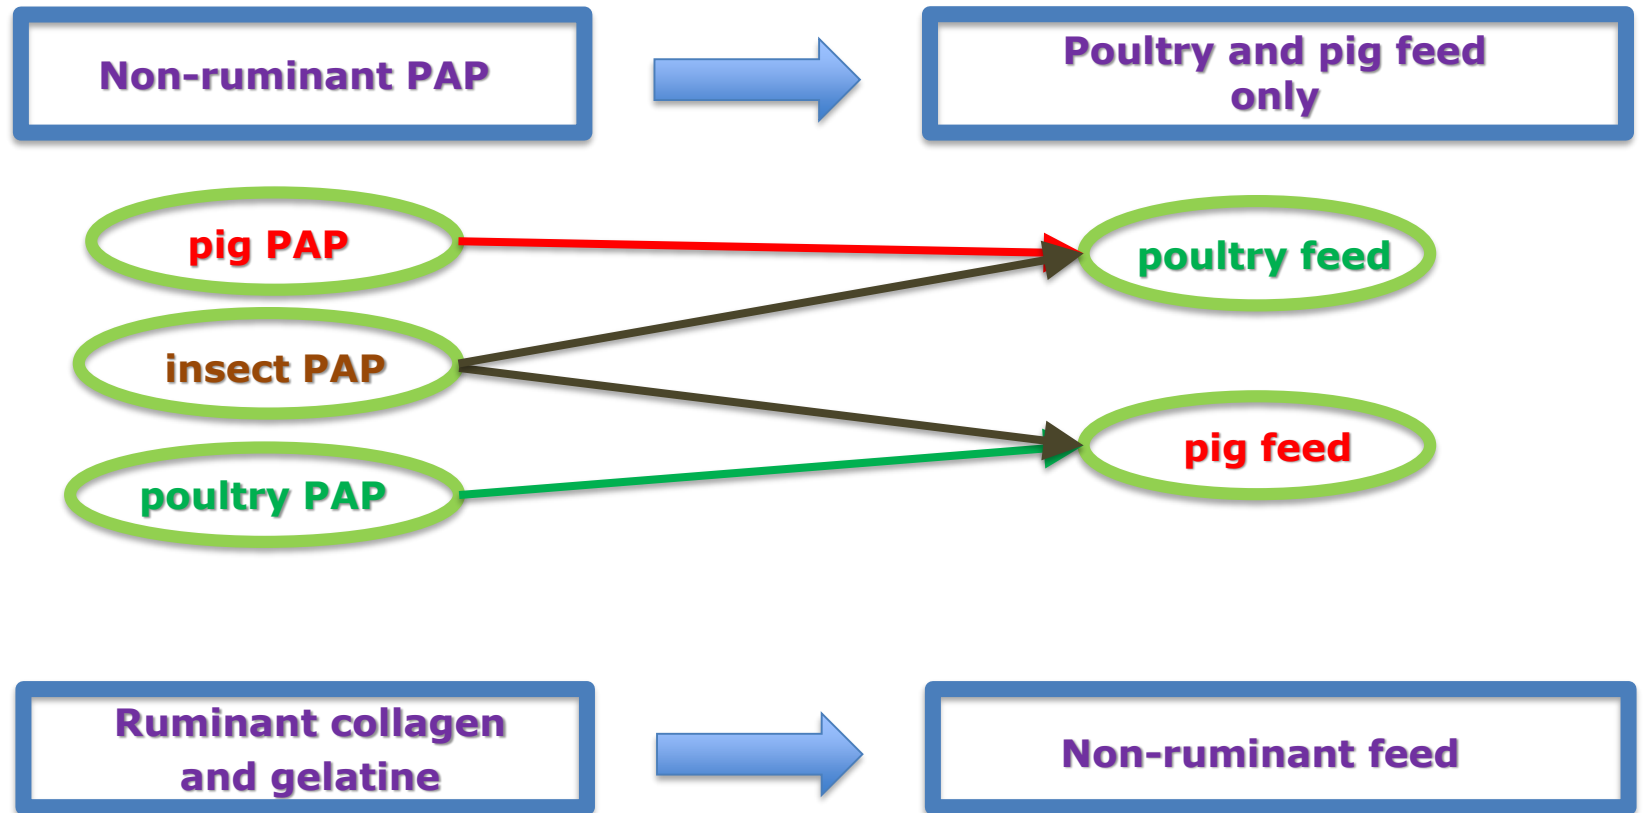 Non-ruminant PAP
Poultry and pig feed
only
pig PAP
poultry feed
insect PAP
pig feed
poultry PAP
Ruminant collagen
and gelatine
Non-ruminant feed